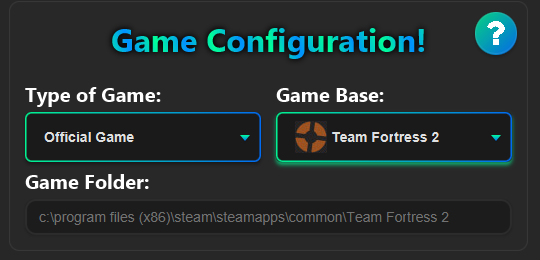 Game Configuration!
?
Type of Game:
Game Base:
Official Game
Team Fortress 2
Game Folder:
c:\program files (x86)\steam\steamapps\common\Team Fortress 2